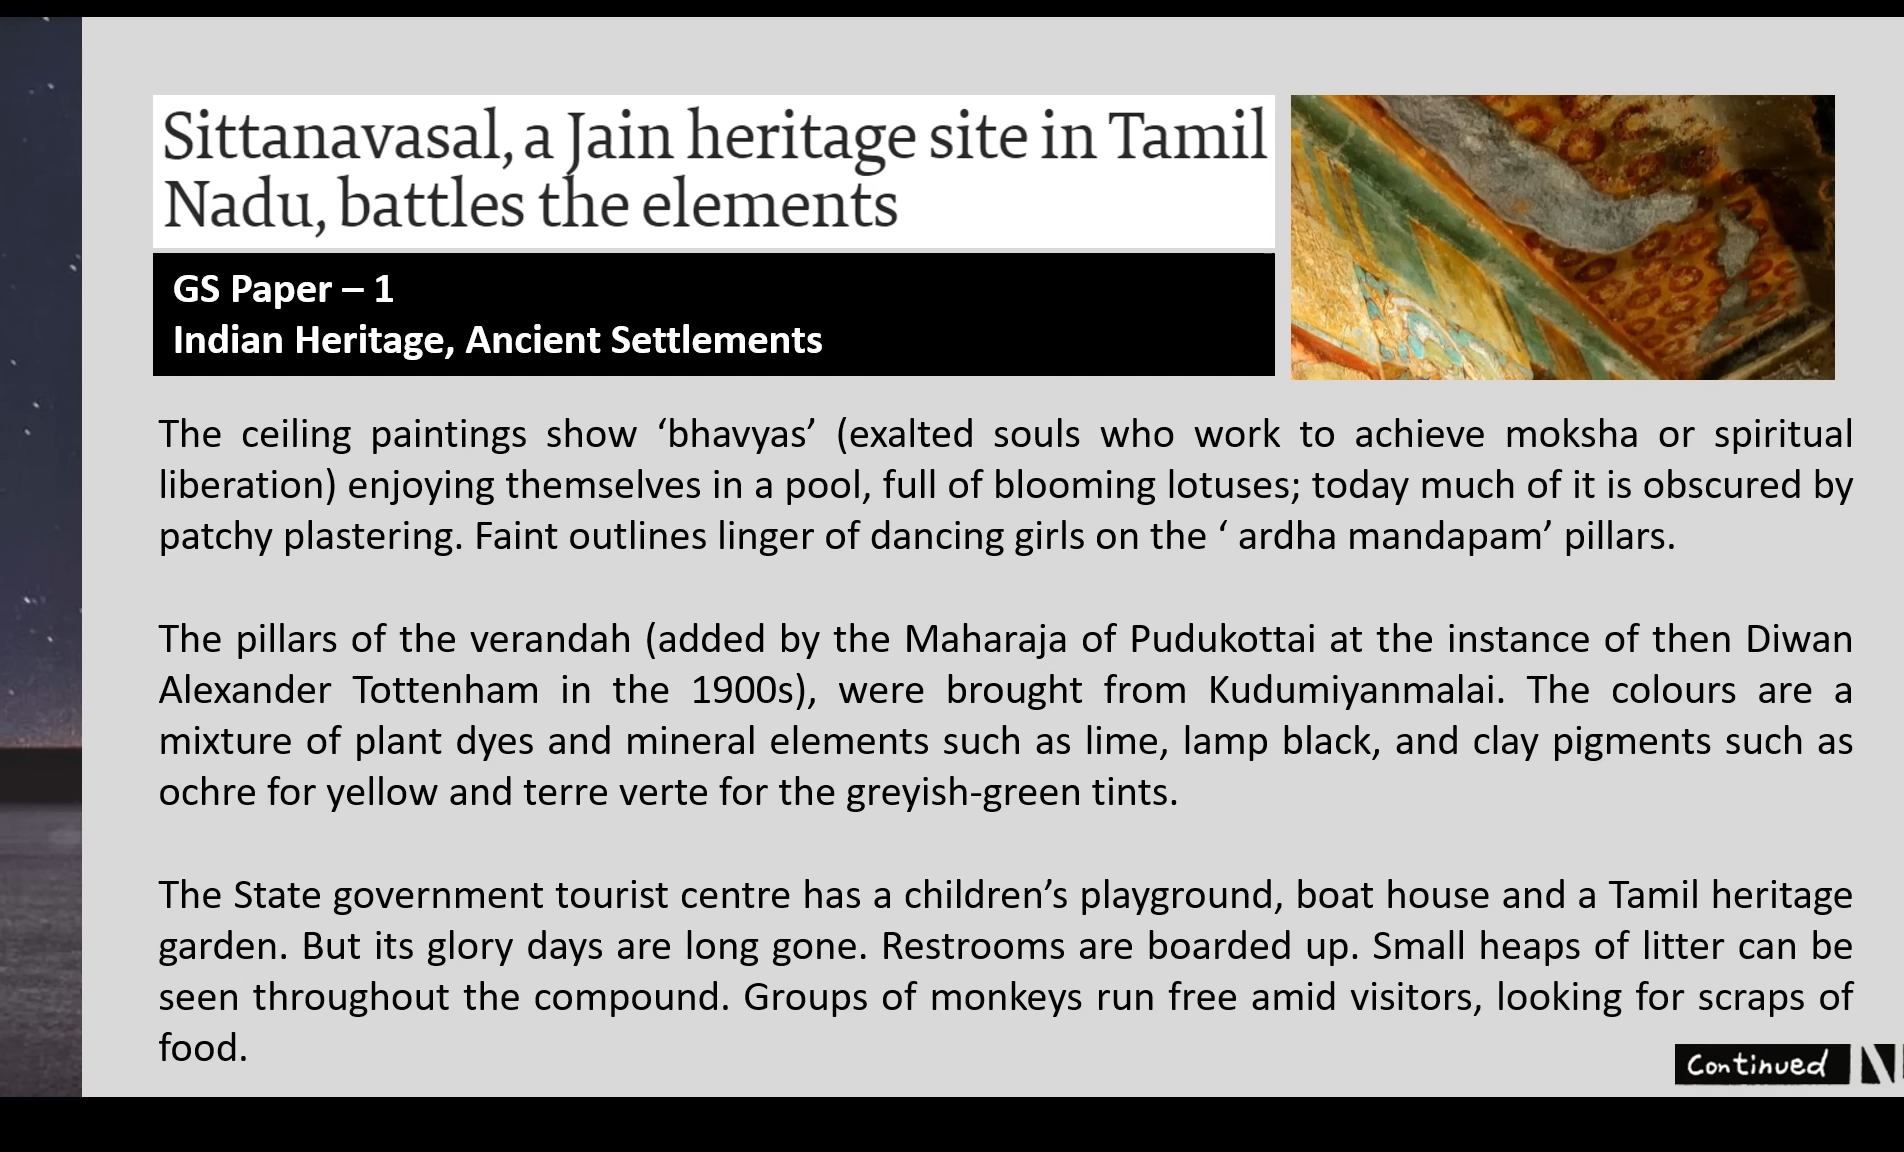 Sittanavasal, a Jain heritage site in Tamil
Nadu, battles the elements
GS Paper – 1
Indian Heritage, Ancient Settlements
The ceiling paintings show ‘bhavyas’ (exalted souls who work to achieve moksha or spiritual
liberation) enjoying themselves in a pool, full of blooming lotuses; today much of it is obscured by
patchy plastering. Faint outlines linger of dancing girls on the ‘ ardha mandapam’ pillars.
The pillars of the verandah (added by the Maharaja of Pudukottai at the instance of then Diwan
Alexander Tottenham in the 1900s), were brought from Kudumiyanmalai. The colours are a
mixture of plant dyes and mineral elements such as lime, lamp black, and clay pigments such as
ochre for yellow and terre verte for the greyish-green tints.
The State government tourist centre has a children’s playground, boat house and a Tamil heritage
garden. But its glory days are long gone. Restrooms are boarded up. Small heaps of litter can be
seen throughout the compound. Groups of monkeys run free amid visitors, looking for scraps of
food.
Continued